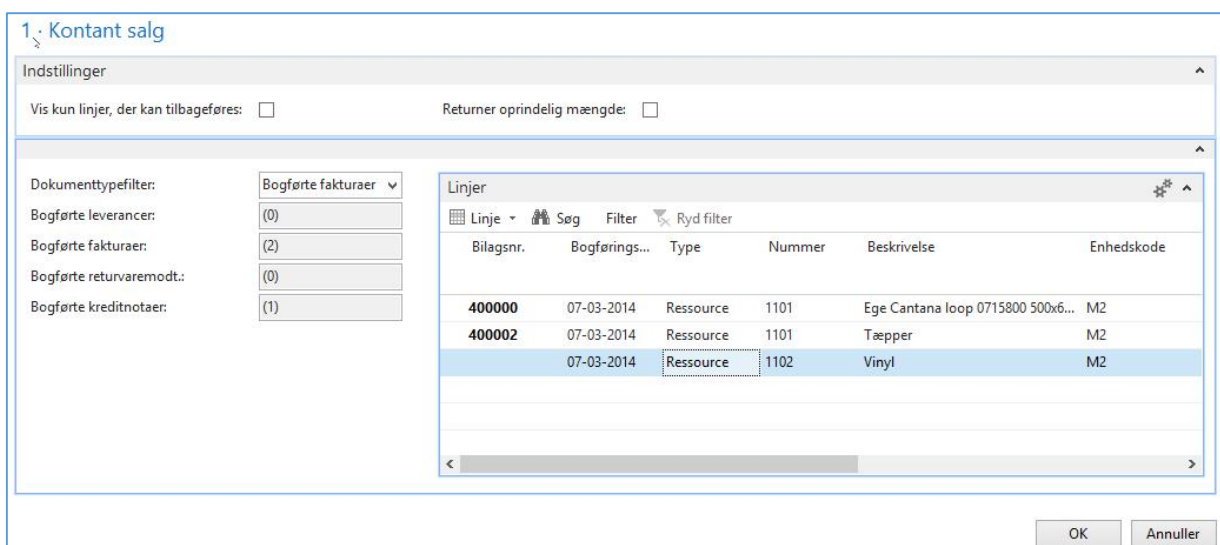 1 · Kontant salg
Indstillinger
Vis kun linjer, der kan tilbageføres:
Returner oprindelig mængde:
Dokumenttypefilter: Bogførte fakturaer
Bogførte leverancer: (0)
Bogførte fakturaer: (2)
Bogførte returvaremodt.: (0)
Bogførte kreditnotaer: (1)
Linjer
Linje Søg Filter Ryd filter
Bilagsnr. Bogførings... Type Nummer Beskrivelse Enhedskode
400000 07-03-2014 Ressource 1101 Ege Cantana loop 0715800 500x6... M2
400002 07-03-2014 Ressource 1101 Tæpper M2
07-03-2014 Ressource 1102 Vinyl M2
OK Annuller